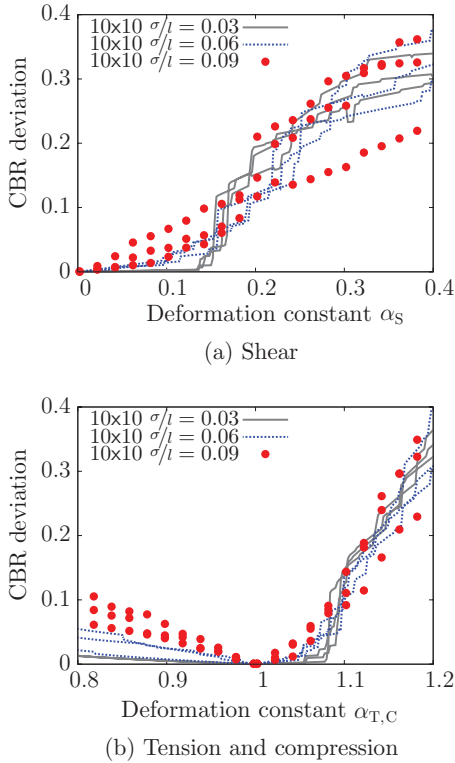 0.4
10x10 σ/l = 0.03
10x10 σ/l = 0.06
10x10 σ/l = 0.09
0.3
0.2
0.1
0
CBR deviation
0 0.1 0.2 0.3 0.4
Deformation constant αS
(a) Shear
0.4
10x10 σ/l = 0.03
10x10 σ/l = 0.06
10x10 σ/l = 0.09
0.3
0.2
0.1
0
CBR deviation
0.8 0.9 1 1.1 1.2
Deformation constant αT,C
(b) Tension and compression